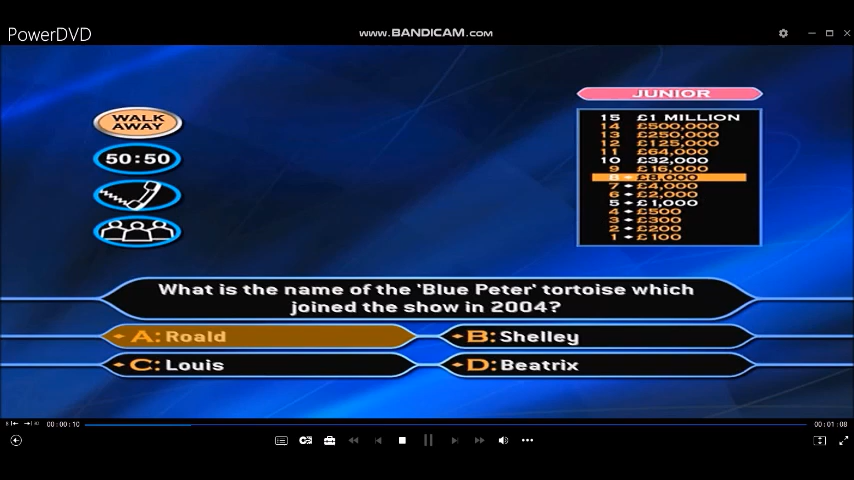 PowerDVD
www.BANDICAM.com
JUNIOR
WALK
AWAY
50:50
15 £1 MILLION
14 £500,000
13 £250,000
12 £125,000
11 £64,000
10 £32,000
9 £16,000
8 £8,000
7 £4,000
6 £2,000
5 £1,000
4 £500
3 £300
2 £200
1 £100
What is the name of the 'Blue Peter' tortoise which
joined the show in 2004?
A: Roald
B: Shelley
C: Louis
D: Beatrix
00:00:10
00:01:08